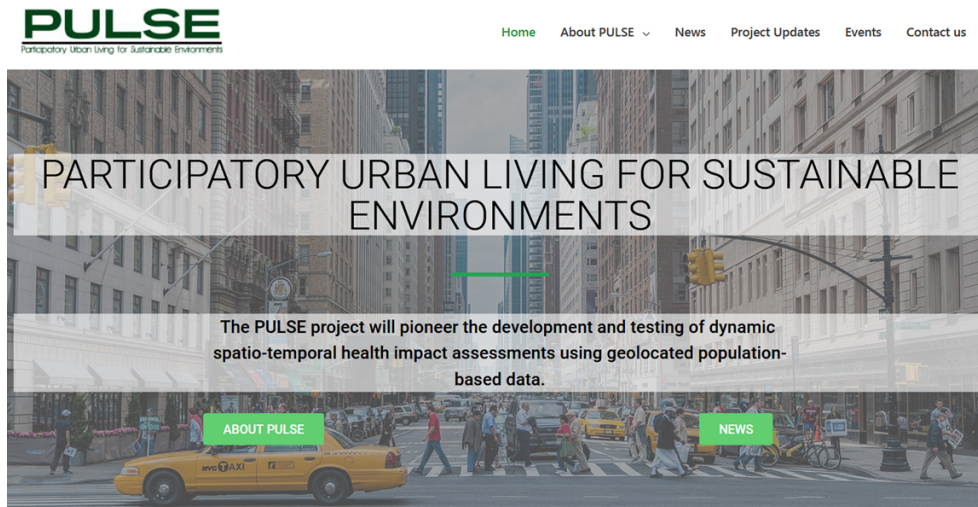 PULSE
Participatory Urban Living for Sustainable Environments
Home About PULSE News Project Updates Events Contact us
PARTICIPATORY URBAN LIVING FOR SUSTAINABLE
ENVIRONMENTS
The PULSE project will pioneer the development and testing of dynamic
spatio-temporal health impact assessments using geolocated population-
based data.
ABOUT PULSE
NEWS
NYC TAXI